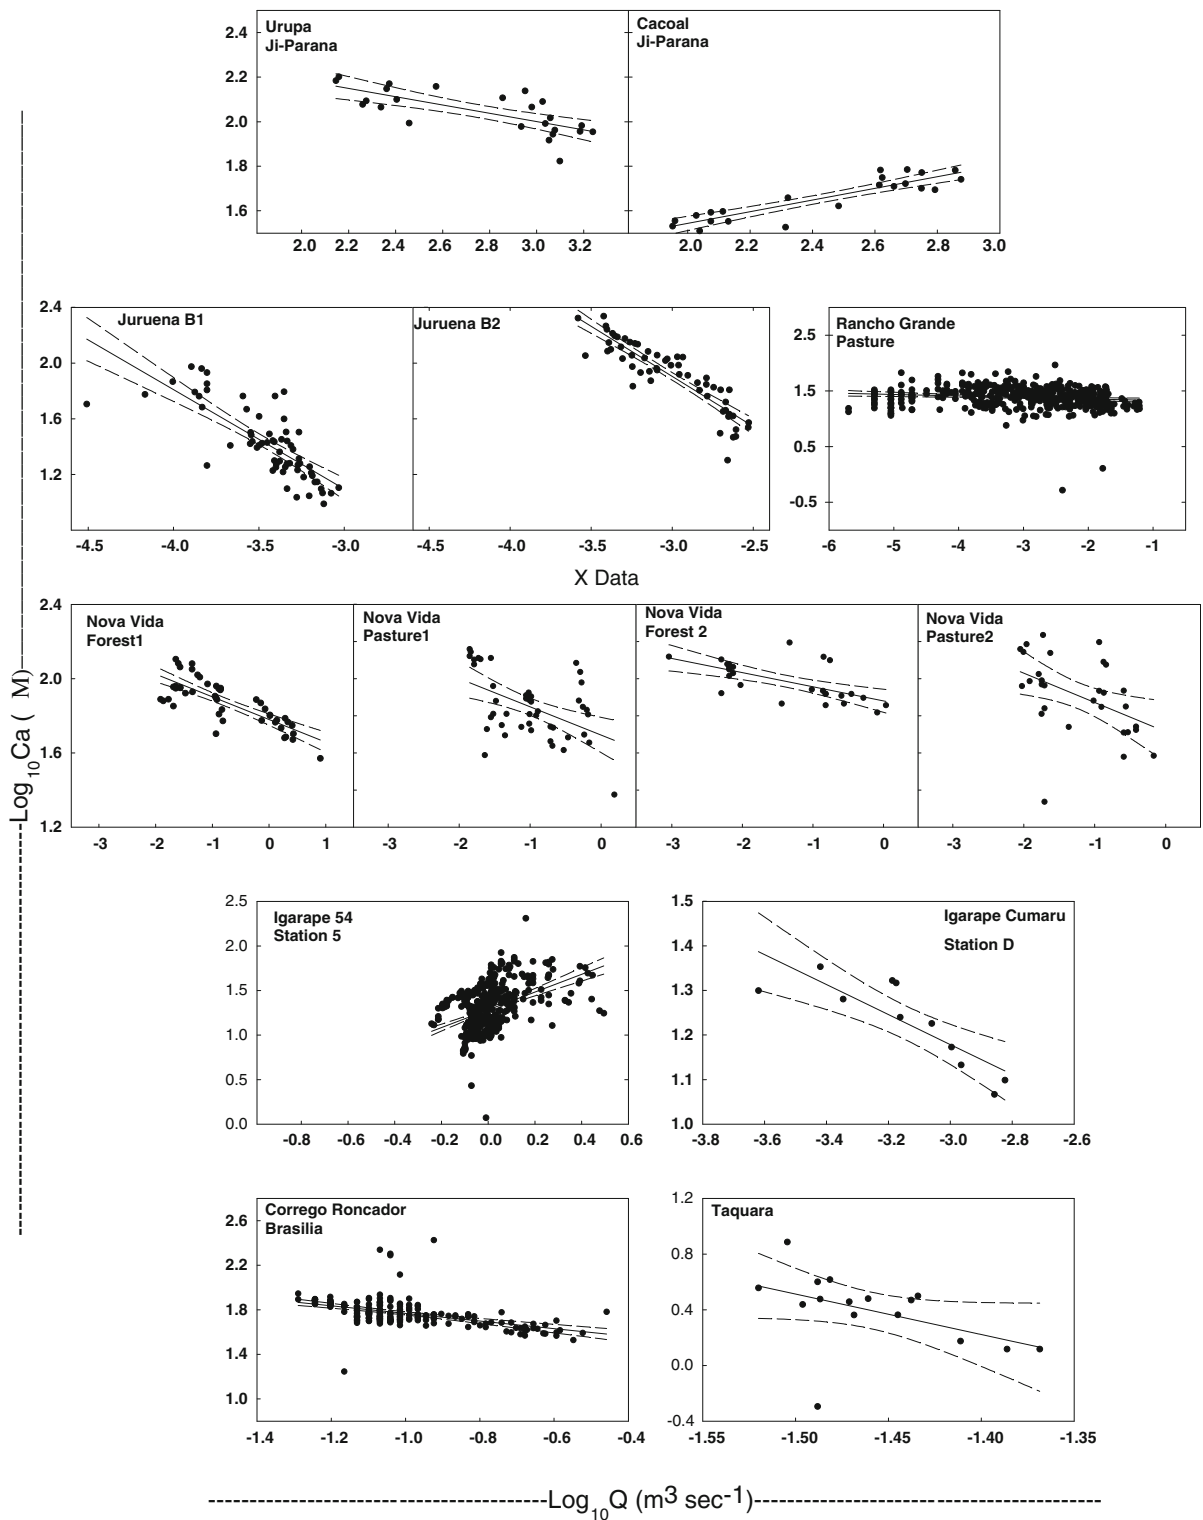 Urupa
Ji-Parana
Cacoal
Ji-Parana
2.4
2.2
2.0
1.8
1.6
2.0 2.2 2.4 2.6 2.8 3.0 3.2
2.0 2.2 2.4 2.6 2.8 3.0
Juruena B1
Juruena B2
Rancho Grande
Pasture
2.4
2.0
1.6
1.2
2.5
1.5
0.5
-0.5
-4.5 -4.0 -3.5 -3.0
-4.5 -4.0 -3.5 -3.0 -2.5
-6 -5 -4 -3 -2 -1
X Data
Nova Vida
Forest1
Nova Vida
Pasture1
Nova Vida
Forest 2
Nova Vida
Pasture2
2.4
2.0
1.6
1.2
-3 -2 -1 0 1
-3 -2 -1 0
-3 -2 -1 0
-3 -2 -1 0
Log10Ca ( M)
Igarape 54
Station 5
Igarape Cumaru
Station D
2.5
2.0
1.5
1.0
0.5
0.0
1.5
1.4
1.3
1.2
1.1
1.0
-0.8 -0.6 -0.4 -0.2 0.0 0.2 0.4 0.6
-3.8 -3.6 -3.4 -3.2 -3.0 -2.8 -2.6
Corrego Roncador
Brasilia
Taquara
2.6
2.2
1.8
1.4
1.0
1.2
0.8
0.4
0.0
-0.4
-1.4 -1.2 -1.0 -0.8 -0.6 -0.4
-1.55 -1.50 -1.45 -1.40 -1.35
Log10Q (m3 sec-1)